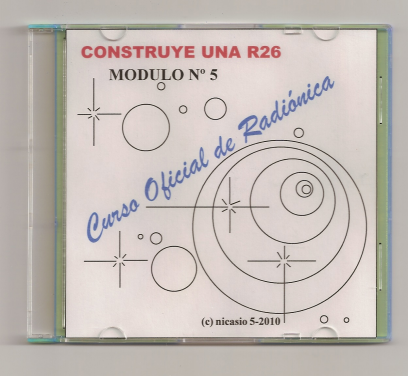 CONSTRUYE UNA R26
MODULO Nº 5
Curso Oficial de Radiónica
(c) nicasio 5-2010